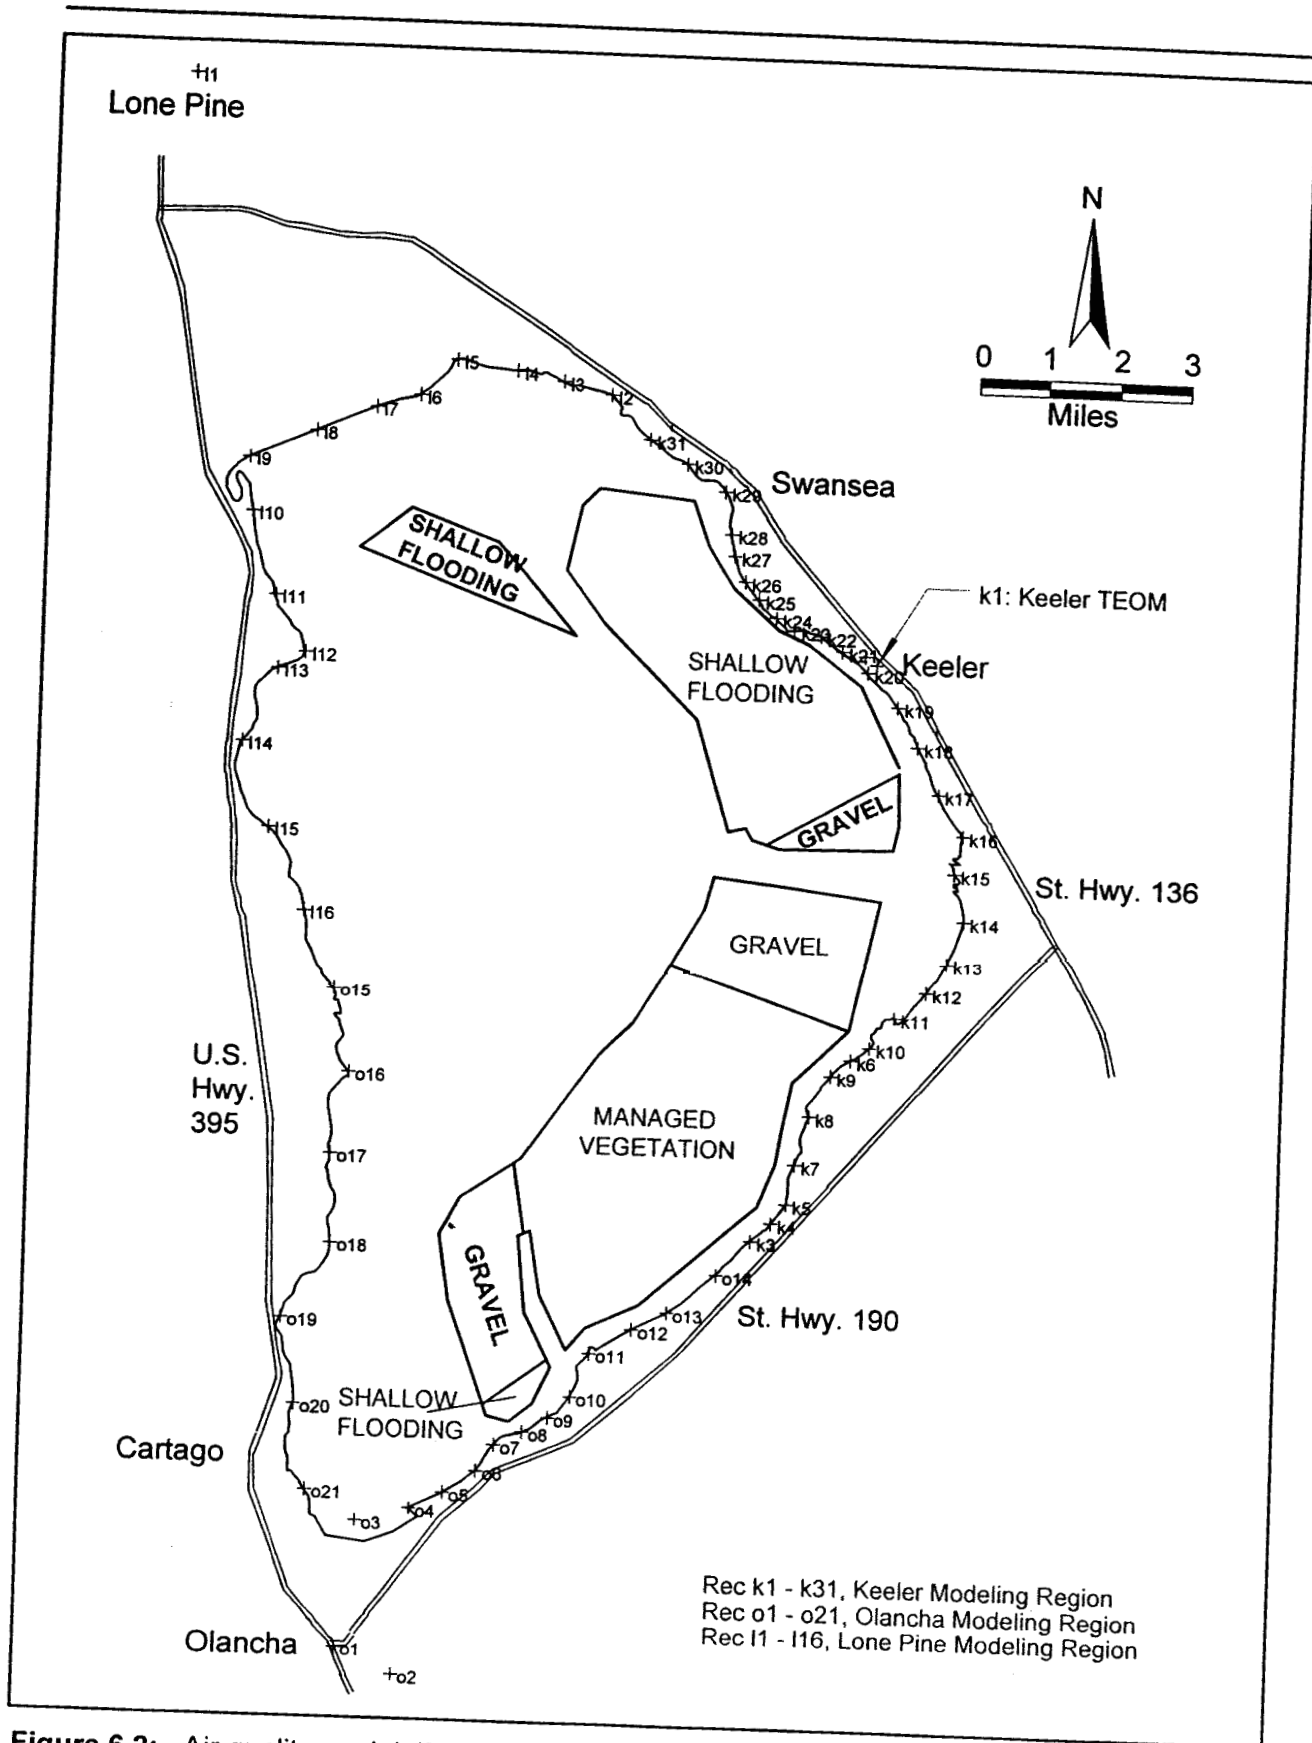 l1
Lone Pine
N
0 1 2 3
Miles
l5
l4
l3
l2
l6
l7
l8
l9
l10
k31
k30
k29
Swansea
SHALLOW
FLOODING
k28
k27
k26
k25
k24
k23
k22
k21
k20
k1: Keeler TEOM
Keeler
l11
l12
l13
l14
l15
l16
SHALLOW
FLOODING
k19
k18
k17
GRAVEL
k16
k15
St. Hwy. 136
k14
k13
k12
k11
k10
k6
k9
k8
k7
k5
k4
k3
GRAVEL
o15
U.S.
Hwy.
395
o16
o17
o18
o19
MANAGED
VEGETATION
GRAVEL
o14
o13
o12
o11
St. Hwy. 190
SHALLOW
FLOODING
o10
o9
o8
o7
o6
o5
o4
o3
o20
Cartago
o21
Olancha
o1
o2
Rec k1 - k31, Keeler Modeling Region
Rec o1 - o21, Olancha Modeling Region
Rec l1 - l16, Lone Pine Modeling Region